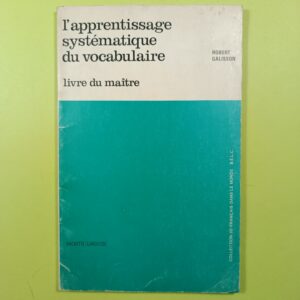 l'apprentissage
systématique
du vocabulaire
livre du maître
ROBERT
GALISSON
HACHETTE/LAROUSSE
COLLECTION LE FRANÇAIS DANS LE MONDE B.E.L.C.